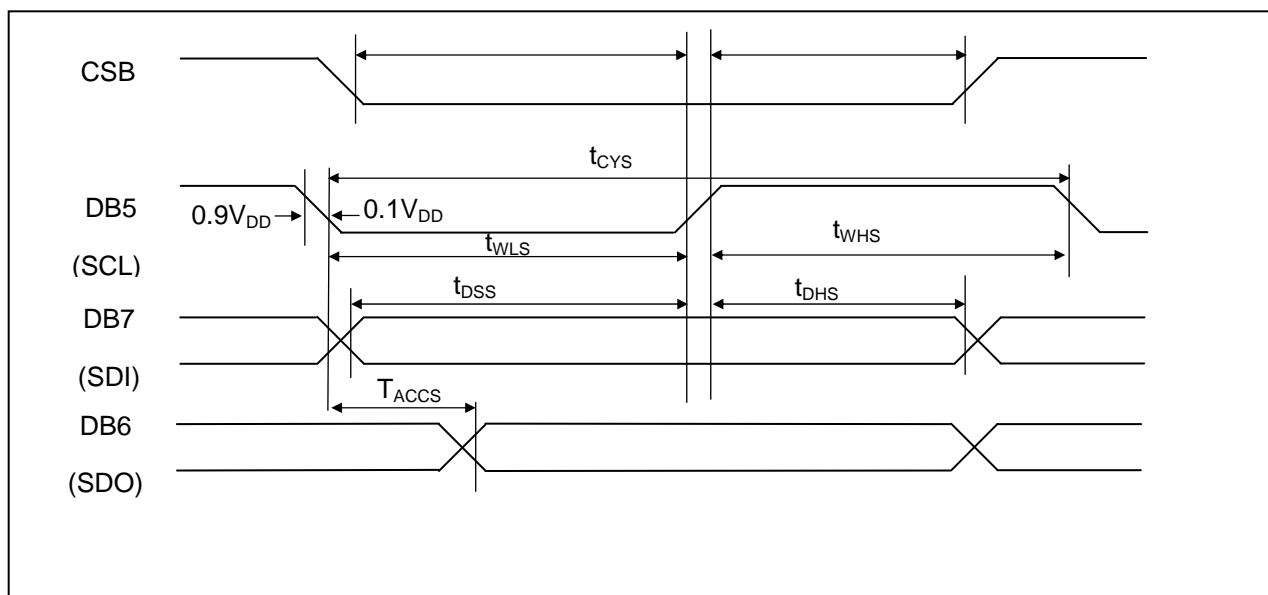 CSB
tCYS
DB5
0.9VDD
0.1VDD
tWHS
tWLS
(SCL)
tDSS
tDHS
DB7
(SDI)
TACCS
DB6
(SDO)